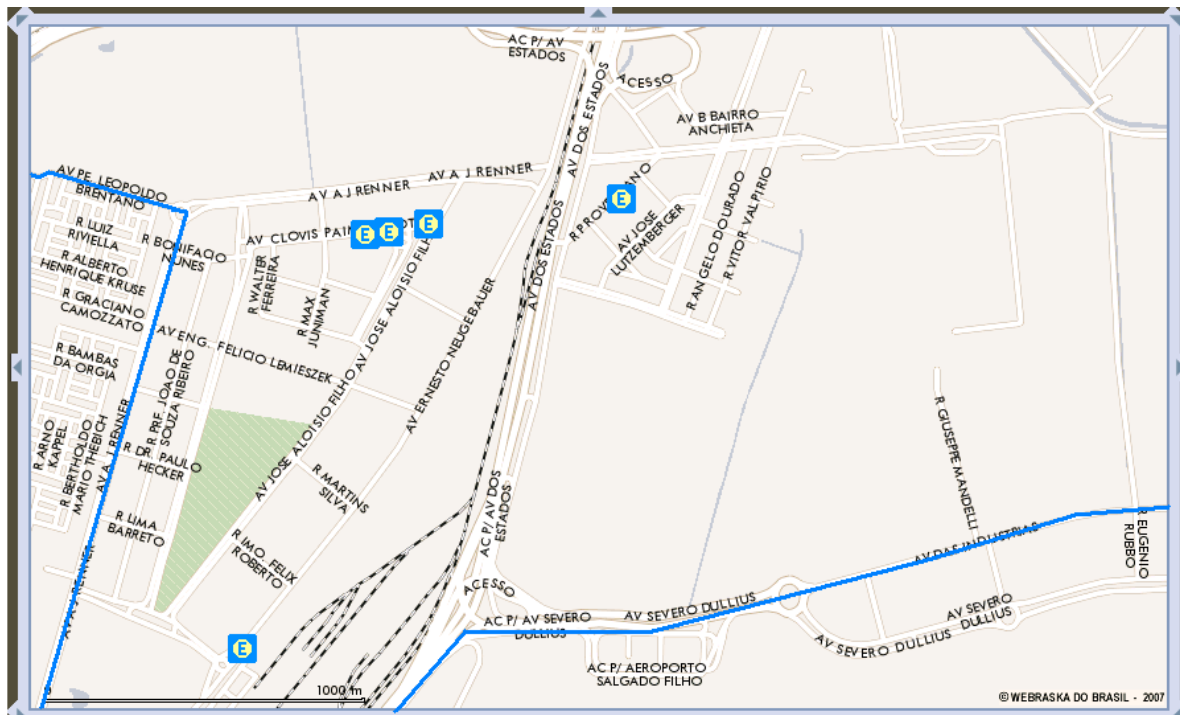 AC P/ AV
ESTADOS
ACESSO
AV DOS ESTADOS
AV B BAIRRO
ANCHIETA
AV PE. LEOPOLDO
BRENTANO
AV A J RENNER
AV A J RENNER
R LUIZ
RIVIELLA
R BONIFACIO
NUNES
AV CLOVIS PAIM
E
E
E
E
AV JOSE
LUTZEMBERGER
R ANGELO DOURADO
R VITOR VALPIRIO
AV DOS ESTADOS
R ALBERTO
HENRIQUE KRUSE
R WALTER
FERREIRA
R MAX
JUNIMAN
AV JOSE ALOISIO FILHO
R GRACIANO
CAMOZZATO
AV ENG. FELICIO LEMIESZEK
AV ERNESTO NEUGEBAUER
R BAMBAS
DA ORGIA
R PRF. JOAO DE
SOUZA RIBEIRO
R ARNO
KAPPEL
R BERTHOLDO
MARIO THEBICH
AV A J RENNER
R DR. PAULO
HECKER
AV JOSE ALOISIO FILHO
R MARTINS
SILVA
R GIUSEPPE MANDELLI
R LIMA
BARRETO
AC P/ AV DOS
ESTADOS
R IMO. FELIX
ROBERTO
AV A J RENNER
ACESSO
AV DAS INDUSTRIAS
R EUGENIO
RUBBO
AC P/ AV SEVERO
DULLIUS
AV SEVERO DULLIUS
AV SEVERO
DULLIUS
AV SEVERO DULLIUS
E
AC P/ AEROPORTO
SALGADO FILHO
0
1000 m
© WEBRASKA DO BRASIL - 2007